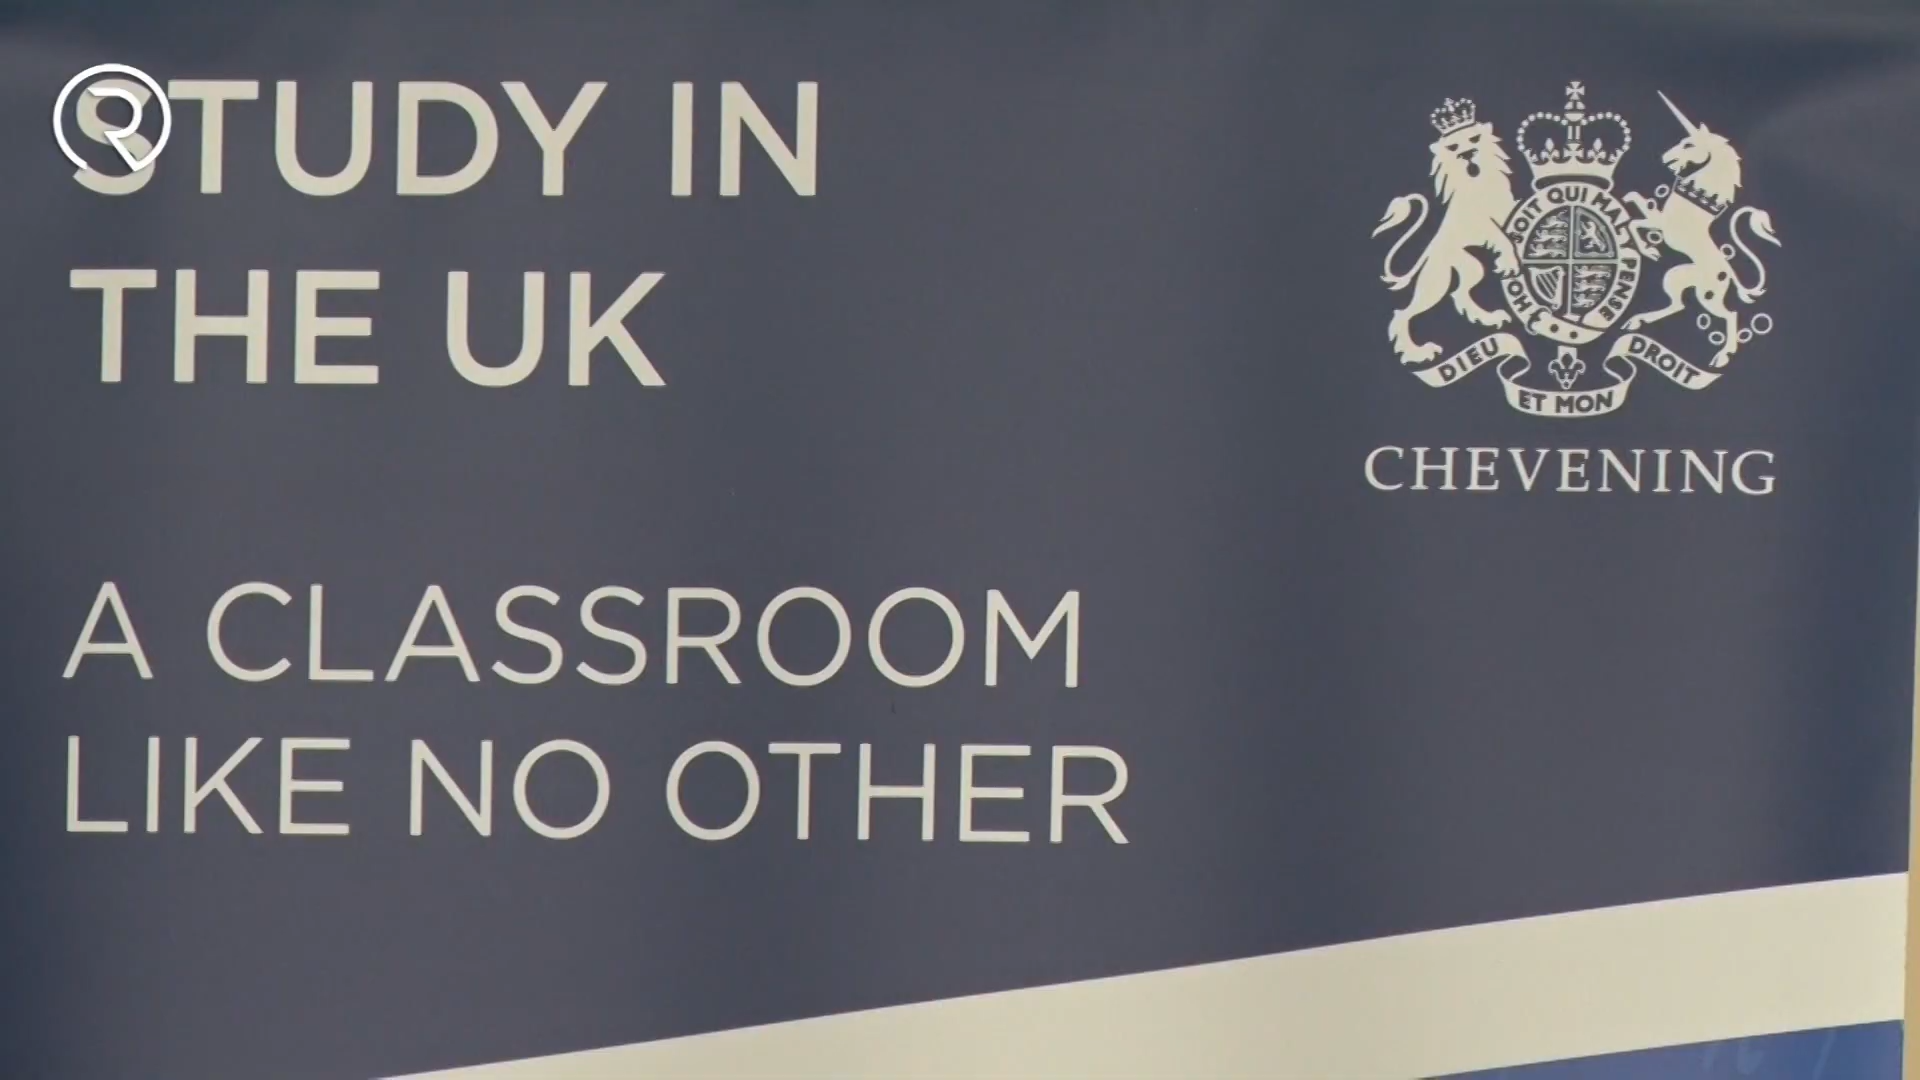 STUDY IN
THE UK
A CLASSROOM
LIKE NO OTHER
HONI SOIT QUI MAL Y PENSE
DIEU ET MON DROIT
CHEVENING
R